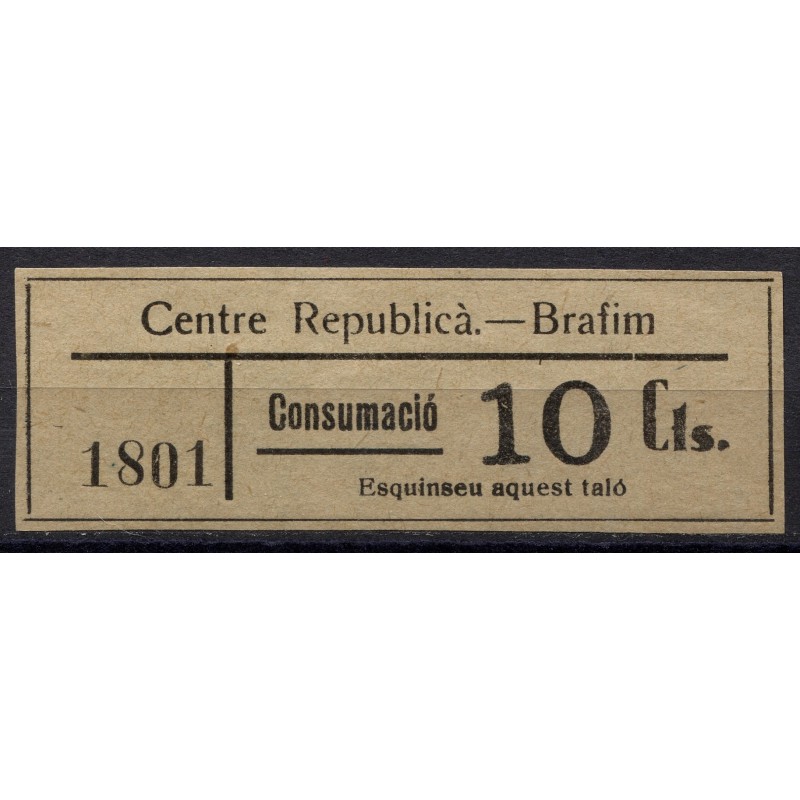 Centre Republicà.—Brafim
1801
Consumació 10 Cts.
Esquinseu aquest taló